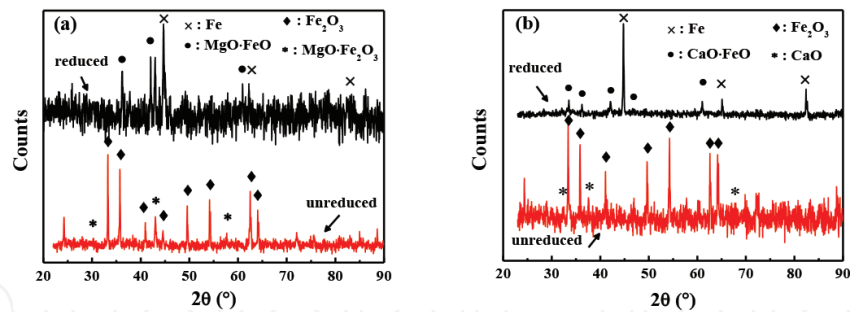 (a)
× : Fe
◆ : Fe₂O₃
● : MgO·FeO
* : MgO·Fe₂O₃
reduced
unreduced
Counts
20 30 40 50 60 70 80 90
2θ (°)
(b)
× : Fe
◆ : Fe₂O₃
● : CaO·FeO
* : CaO
reduced
unreduced
Counts
20 30 40 50 60 70 80 90
2θ (°)